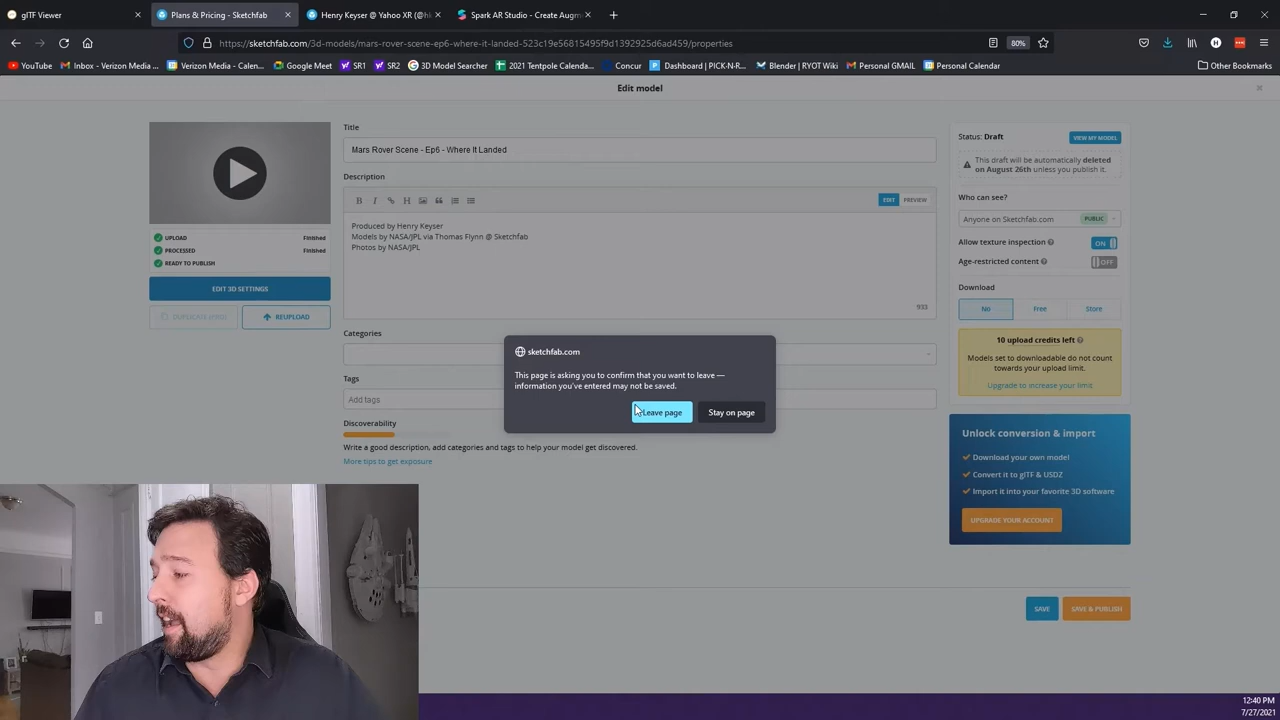 glTF Viewer
Plans & Pricing - Sketchfab
Henry Keyser @ Yahoo XR (@hi
Spark AR Studio - Create Augm
https://sketchfab.com/3d-models/mars-rover-scene-ep6-where-it-landed-523c19e56815495f9d1392925d6ad459/properties
80%
YouTube
Inbox - Verizon Media ...
Verizon Media - Calen...
Google Meet
SR1
SR2
3D Model Searcher
2021 Tentpole Calenda...
Concur
Dashboard | PICK-N-R...
Blender | RYOT Wiki
Personal GMAIL
Personal Calendar
Other Bookmarks
Edit model
Title
Mars Rover Scene - Ep6 - Where It Landed
Description
EDIT
PREVIEW
Produced by Henry Keyser
Models by NASA/JPL via Thomas Flynn @ Sketchfab
Photos by NASA/JPL
933
UPLOAD Finished
PROCESSED Finished
READY TO PUBLISH
EDIT 3D SETTINGS
DUPLICATE (PRO)
REUPLOAD
Categories
Tags
Add tags
Discoverability
Write a good description, add categories and tags to help your model get discovered.
More tips to get exposure
Status: Draft
VIEW MY MODEL
This draft will be automatically deleted
on August 26th unless you publish it.
Who can see?
Anyone on Sketchfab.com
PUBLIC
Allow texture inspection
ON
Age-restricted content
OFF
Download
No
Free
Store
10 upload credits left
Models set to downloadable do not count
towards your upload limit.
Upgrade to increase your limit
Unlock conversion & import
Download your own model
Convert it to glTF & USDZ
Import it into your favorite 3D software
UPGRADE YOUR ACCOUNT
sketchfab.com
This page is asking you to confirm that you want to leave —
information you've entered may not be saved.
Leave page
Stay on page
SAVE
SAVE & PUBLISH
12:40 PM
7/27/2021